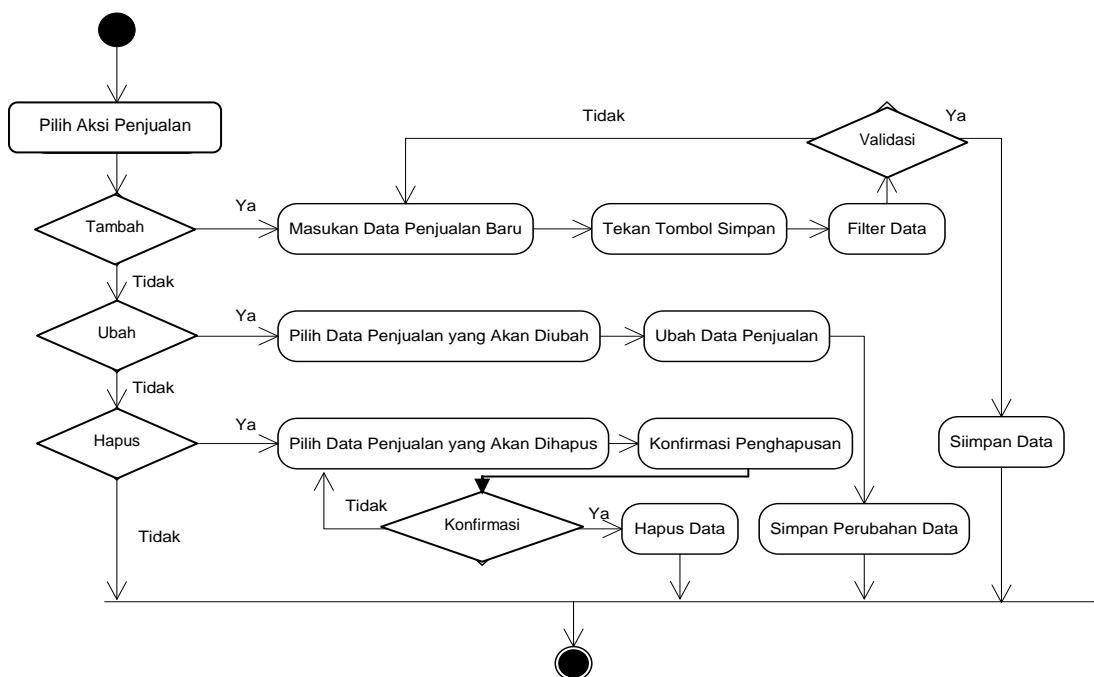 Pilih Aksi Penjualan
Tidak
Validasi
Ya
Tambah
Ya
Masukan Data Penjualan Baru
Tekan Tombol Simpan
Filter Data
Tidak
Ubah
Ya
Pilih Data Penjualan yang Akan Diubah
Ubah Data Penjualan
Tidak
Hapus
Ya
Pilih Data Penjualan yang Akan Dihapus
Konfirmasi Penghapusan
Siimpan Data
Tidak
Konfirmasi
Ya
Hapus Data
Simpan Perubahan Data
Tidak